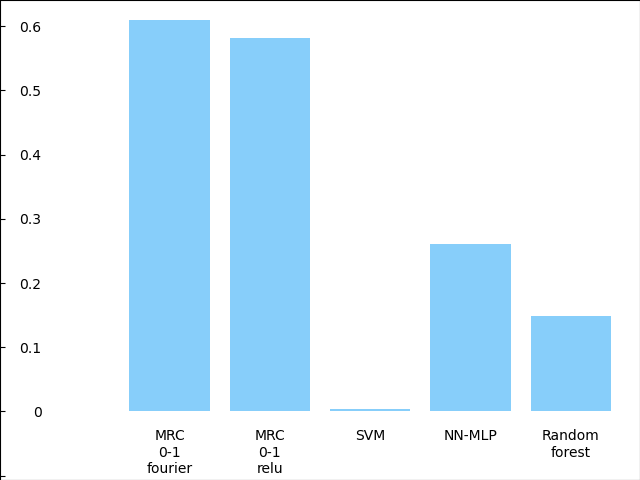 0.6
0.5
0.4
0.3
0.2
0.1
0
MRC
0-1
fourier
MRC
0-1
relu
SVM
NN-MLP
Random
forest